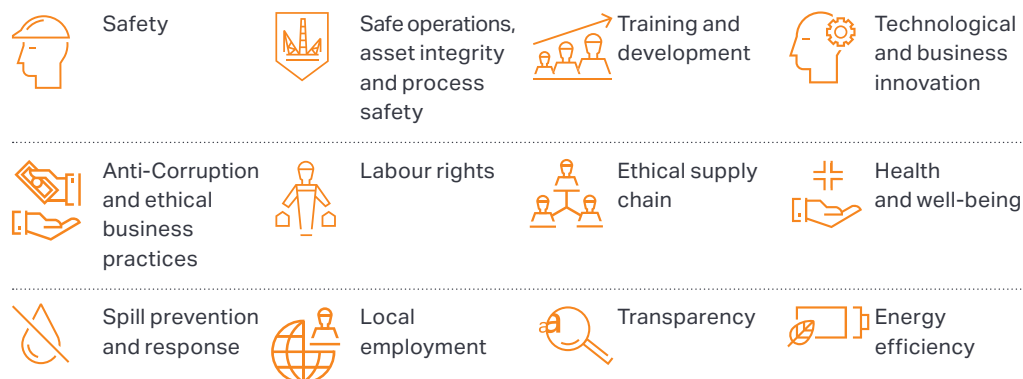 Safety
Safe operations,
asset integrity
and process
safety
Training and
development
Technological
and business
innovation
Anti-Corruption
and ethical
business
practices
Labour rights
Ethical supply
chain
Health
and well-being
Spill prevention
and response
Local
employment
aa
Transparency
Energy
efficiency